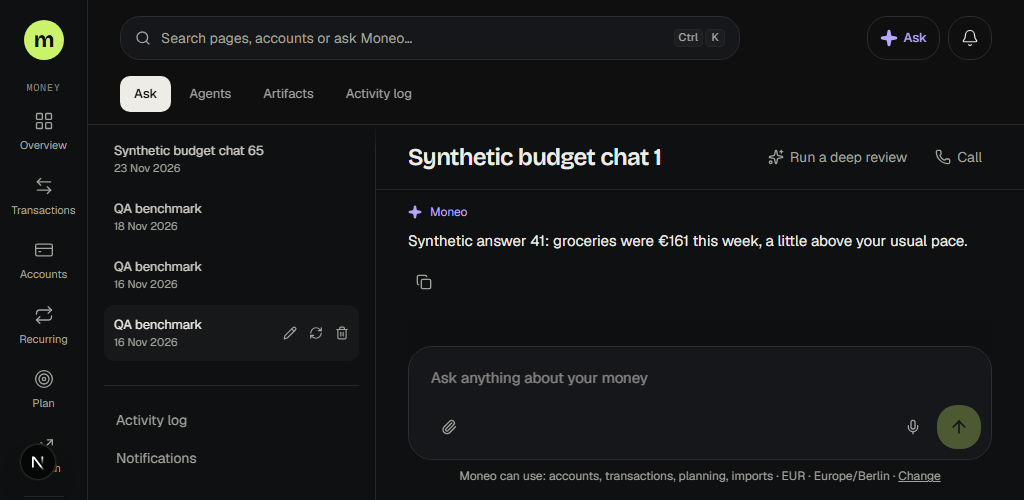 m
Search pages, accounts or ask Moneo...
Ctrl K
Ask
MONEY
Overview
Transactions
Accounts
Recurring
Plan
N
Ask
Agents
Artifacts
Activity log
Synthetic budget chat 65
23 Nov 2026
QA benchmark
18 Nov 2026
QA benchmark
16 Nov 2026
QA benchmark
16 Nov 2026
Activity log
Notifications
Synthetic budget chat 1
Run a deep review
Call
Moneo
Synthetic answer 41: groceries were €161 this week, a little above your usual pace.
Ask anything about your money
Moneo can use: accounts, transactions, planning, imports · EUR · Europe/Berlin · Change